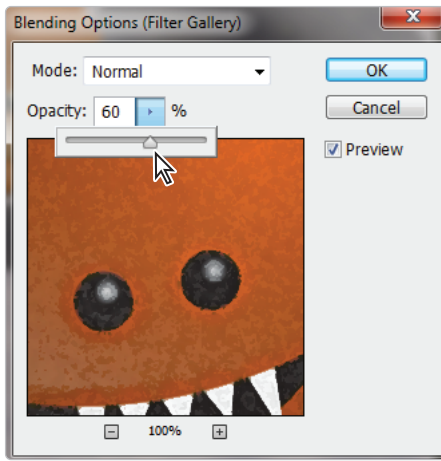 Blending Options (Filter Gallery)
Mode: Normal
OK
Opacity: 60 %
Cancel
Preview
100%